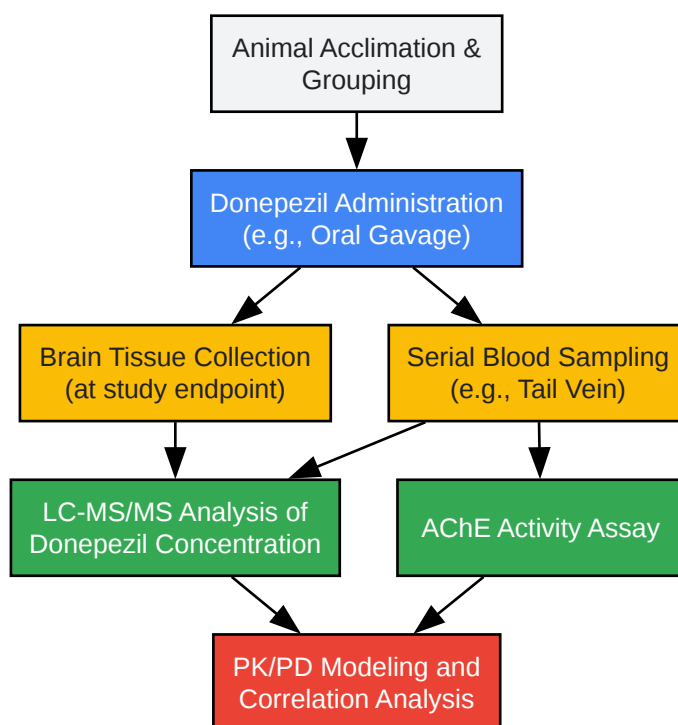 Animal Acclimation &
Grouping
Donepezil Administration
(e.g., Oral Gavage)
Brain Tissue Collection
(at study endpoint)
Serial Blood Sampling
(e.g., Tail Vein)
LC-MS/MS Analysis of
Donepezil Concentration
AChE Activity Assay
PK/PD Modeling and
Correlation Analysis